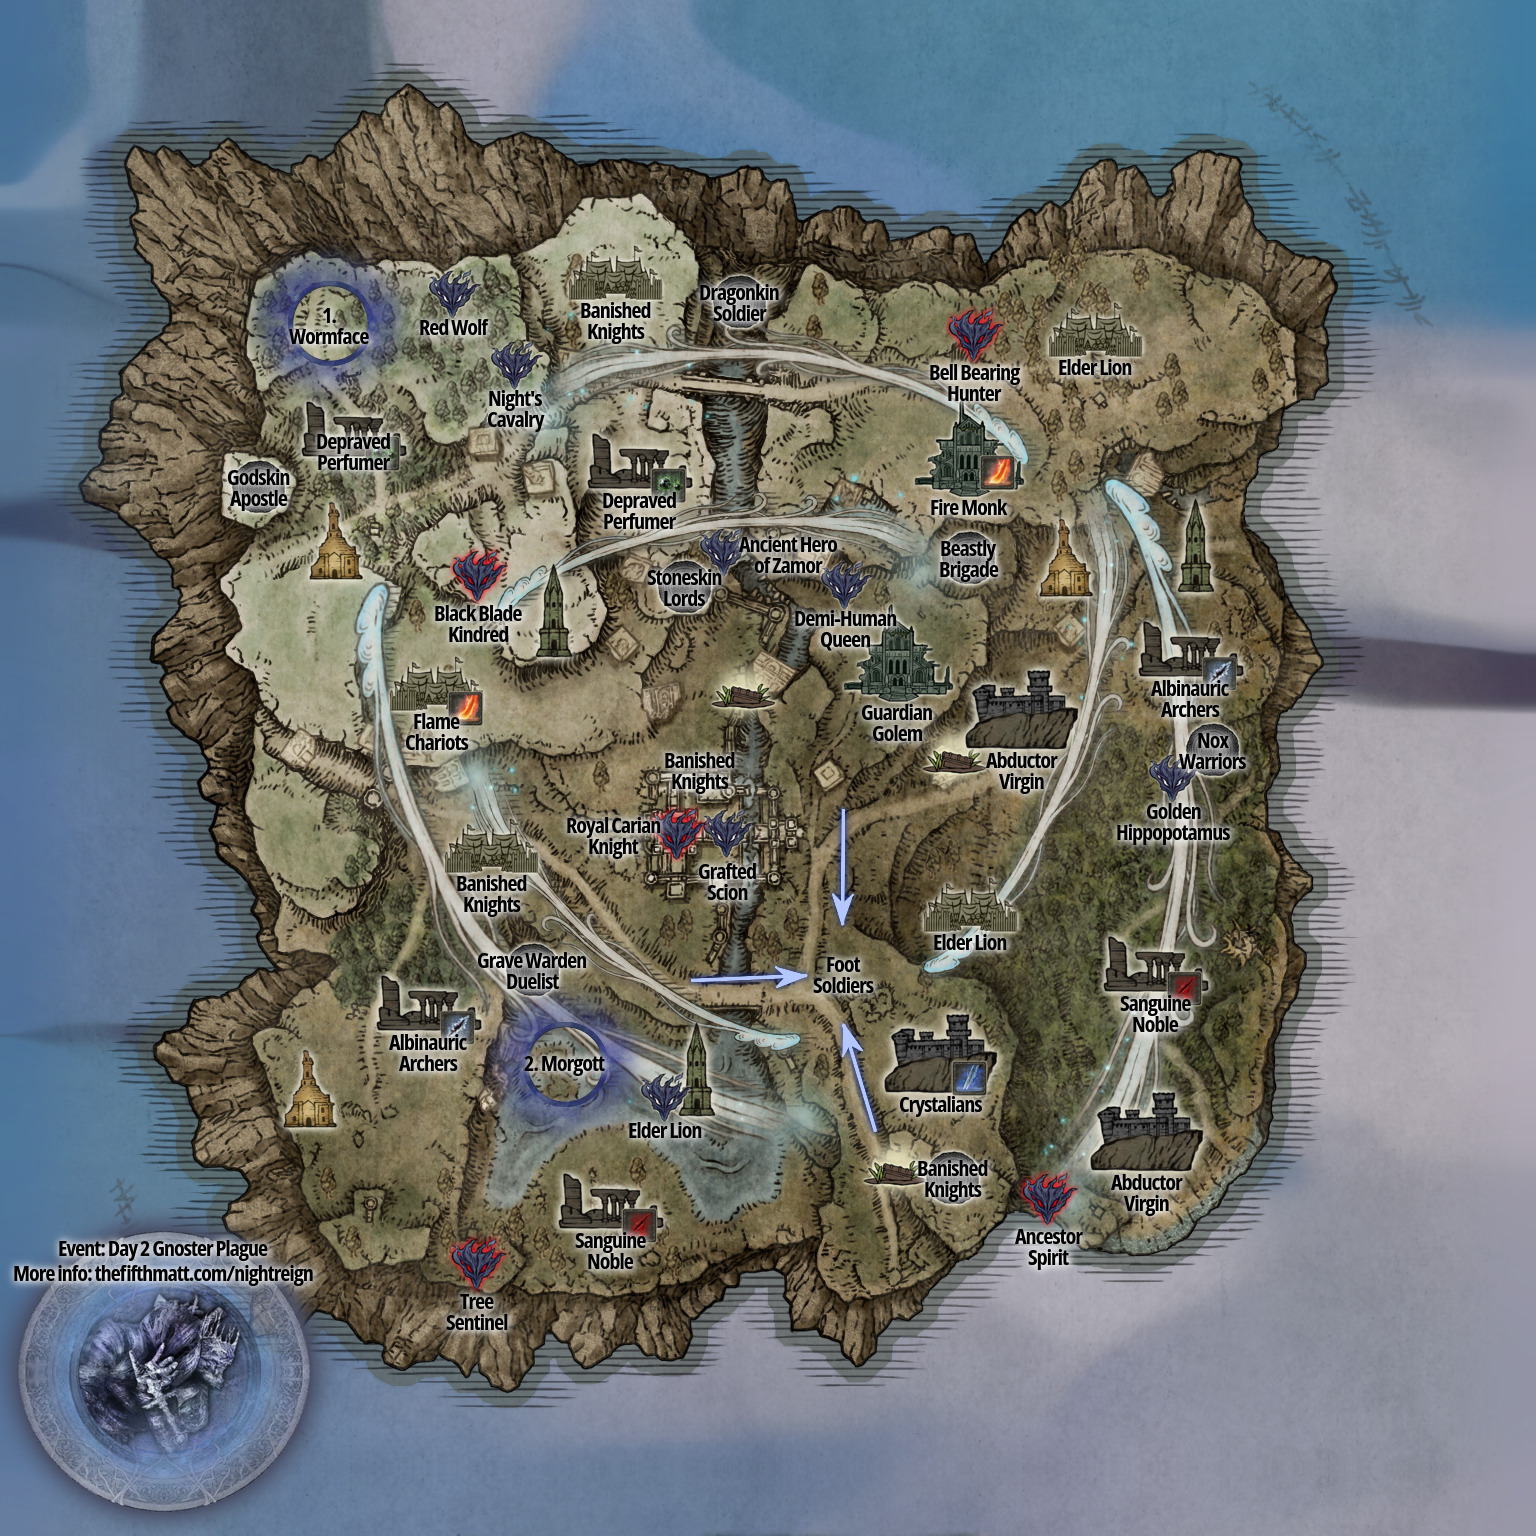 1.
Wormface
Red Wolf
Banished
Knights
Dragonkin
Soldier
Bell Bearing
Hunter
Elder Lion
Night's
Cavalry
Depraved
Perfumer
Godskin
Apostle
Depraved
Perfumer
Fire Monk
Ancient Hero
of Zamor
Beastly
Brigade
Stoneskin
Lords
Black Blade
Kindred
Demi-Human
Queen
Flame
Chariots
Guardian
Golem
Albinauric
Archers
Nox
Warriors
Abductor
Virgin
Banished
Knights
Royal Carian
Knight
Grafted
Scion
Golden
Hippopotamus
Banished
Knights
Elder Lion
Grave Warden
Duelist
Foot
Soldiers
Sanguine
Noble
Albinauric
Archers
2. Morgott
Elder Lion
Crystalians
Banished
Knights
Abductor
Virgin
Ancestor
Spirit
Sanguine
Noble
Tree
Sentinel
Event: Day 2 Gnoster Plague
More info: thefifthmatt.com/nightreign